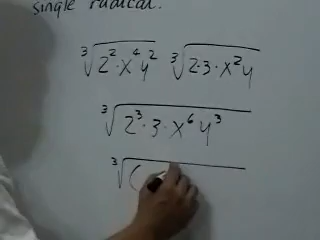 single radical.
∛(2²·x⁴y²) ∛(2·3·x²y)
∛(2³·3·x⁶y³)
∛((